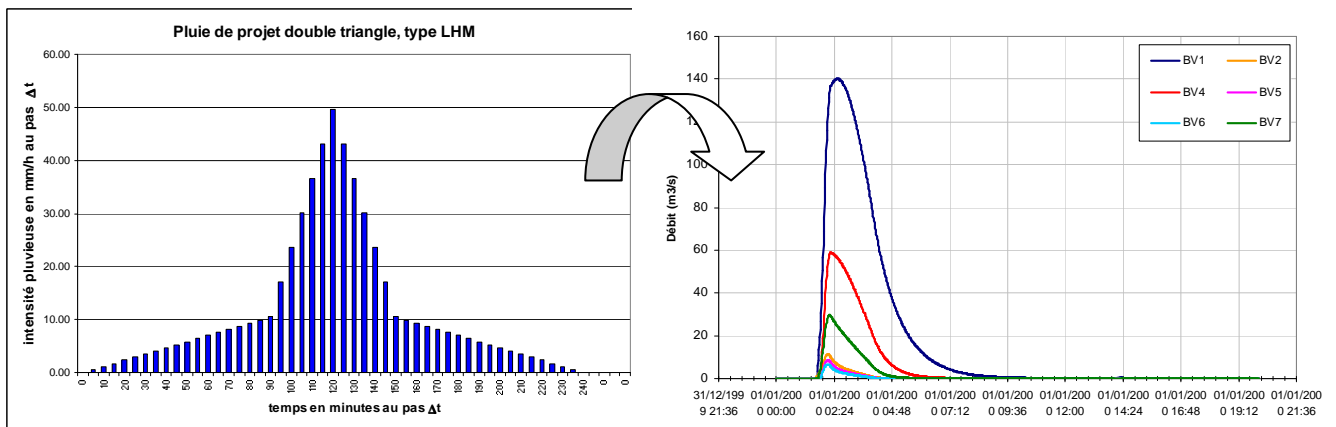 Pluie de projet double triangle, type LHM
intensité pluvieuse en mm/h au pas Δt
60.00
50.00
40.00
30.00
20.00
10.00
0.00
0 10 20 30 40 50 60 70 80 90 100 110 120 130 140 150 160 170 180 190 200 210 220 230 240 0 0
temps en minutes au pas Δt
Débit (m3/s)
160
140
100
80
60
40
20
0
BV1 BV2
BV4 BV5
BV6 BV7
31/12/199 01/01/200 01/01/200 01/01/200 01/01/200 01/01/200 01/01/200 01/01/200 01/01/200 01/01/200 01/01/200
9 21:36 0 00:00 0 02:24 0 04:48 0 07:12 0 09:36 0 12:00 0 14:24 0 16:48 0 19:12 0 21:36